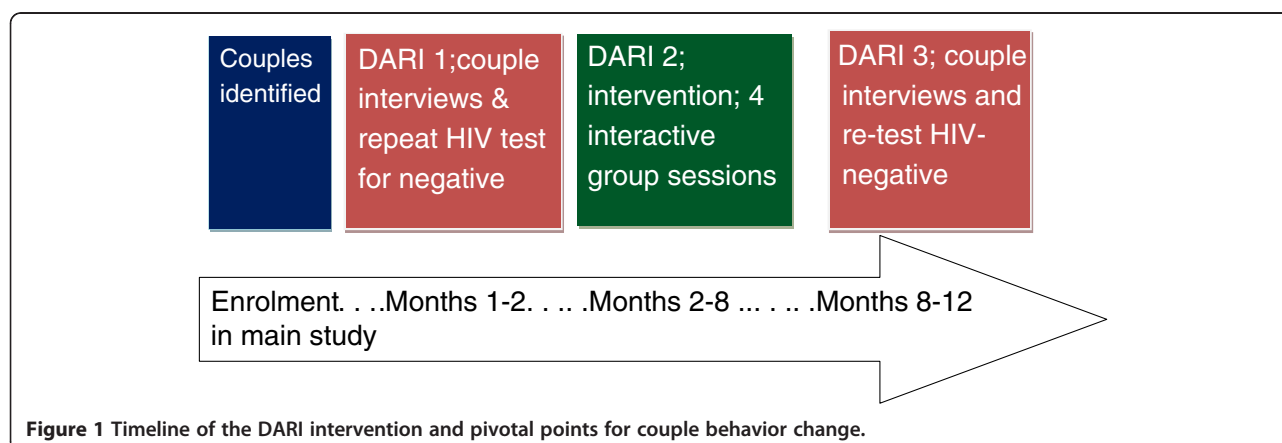 Couples
identified
DARI 1;couple
interviews &
repeat HIV test
for negative
DARI 2;
intervention; 4
interactive
group sessions
DARI 3; couple
interviews and
re-test HIV-
negative
Enrolment. . ..Months 1-2. . .. .Months 2-8 ... . .. .Months 8-12
in main study
Figure 1 Timeline of the DARI intervention and pivotal points for couple behavior change.